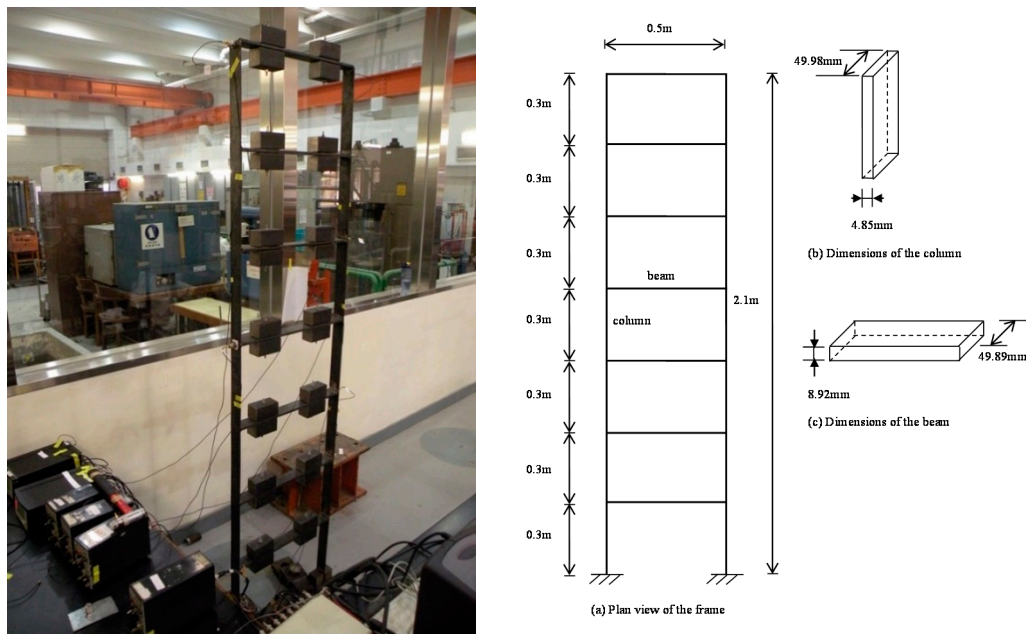 0.5m
0.3m
0.3m
0.3m
0.3m
0.3m
0.3m
0.3m
beam
column
2.1m
(a) Plan view of the frame
49.98mm
4.85mm
(b) Dimensions of the column
49.89mm
8.92mm
(c) Dimensions of the beam